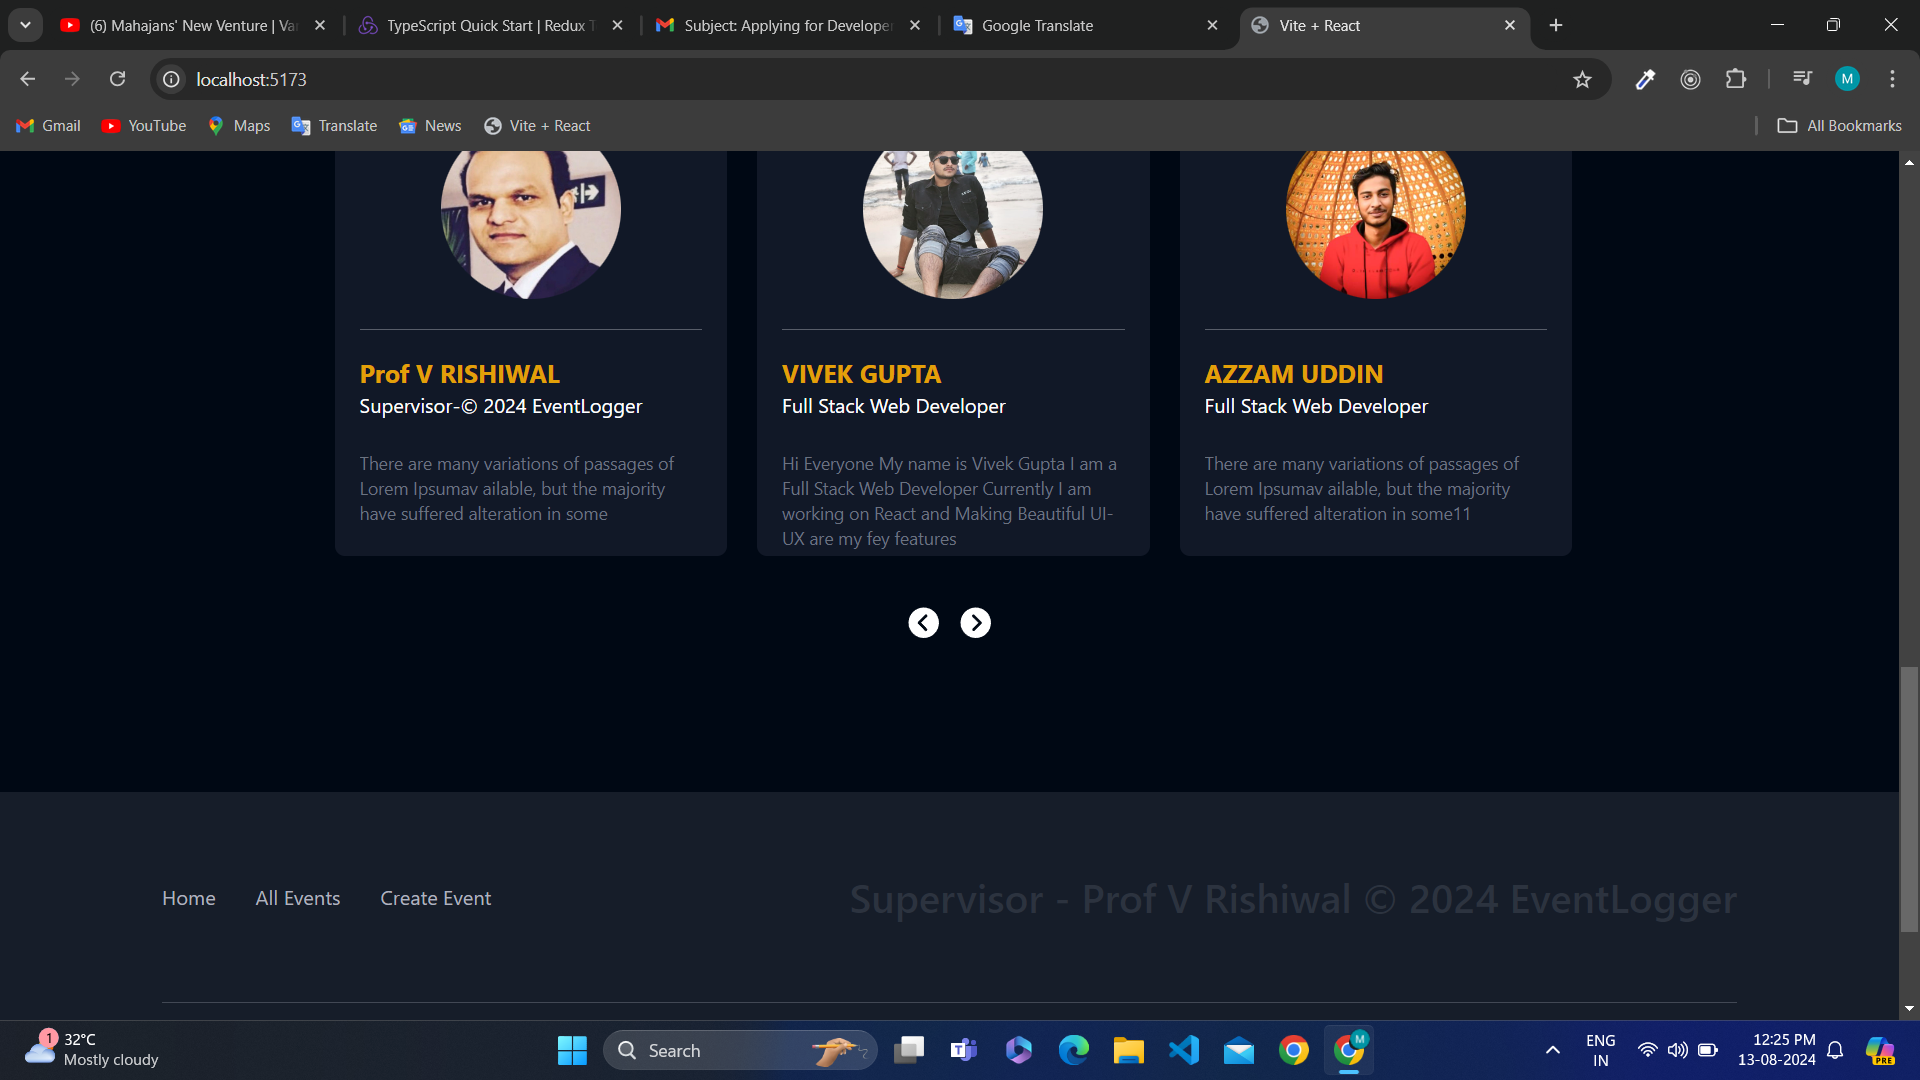 (6) Mahajans' New Venture | Va
TypeScript Quick Start | Redux T
Subject: Applying for Developer
Google Translate
Vite + React
localhost:5173
M
Gmail
YouTube
Maps
Translate
News
Vite + React
All Bookmarks
Prof V RISHIWAL
Supervisor-© 2024 EventLogger
There are many variations of passages of
Lorem Ipsumav ailable, but the majority
have suffered alteration in some
VIVEK GUPTA
Full Stack Web Developer
Hi Everyone My name is Vivek Gupta I am a
Full Stack Web Developer Currently I am
working on React and Making Beautiful UI-
UX are my fey features
AZZAM UDDIN
Full Stack Web Developer
There are many variations of passages of
Lorem Ipsumav ailable, but the majority
have suffered alteration in some11
Home
All Events
Create Event
Supervisor - Prof V Rishiwal © 2024 EventLogger
1
32°C
Mostly cloudy
Search
M
ENG
IN
12:25 PM
13-08-2024
PRE